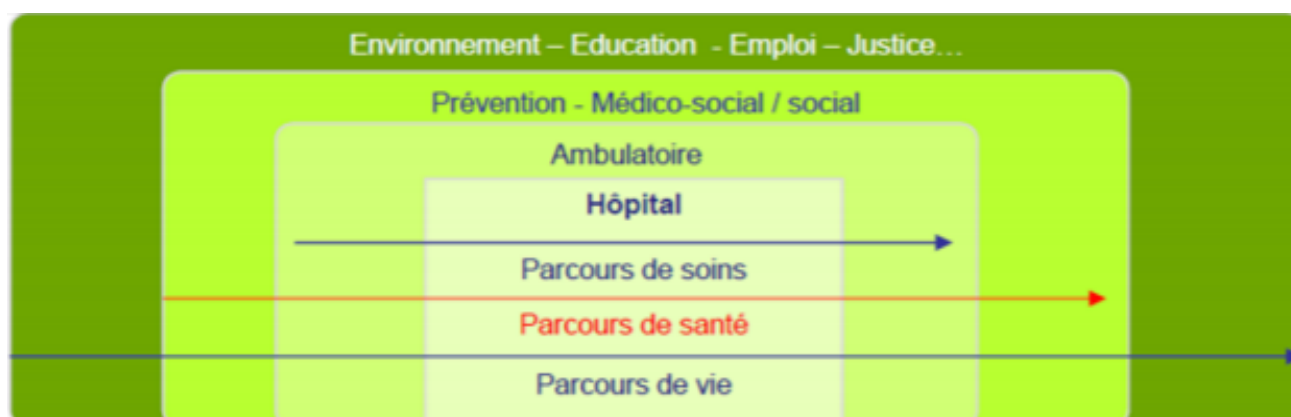 Environnement – Education  - Emploi – Justice…
Prévention - Médico-social / social
Ambulatoire
Hôpital
Parcours de soins
Parcours de santé
Parcours de vie